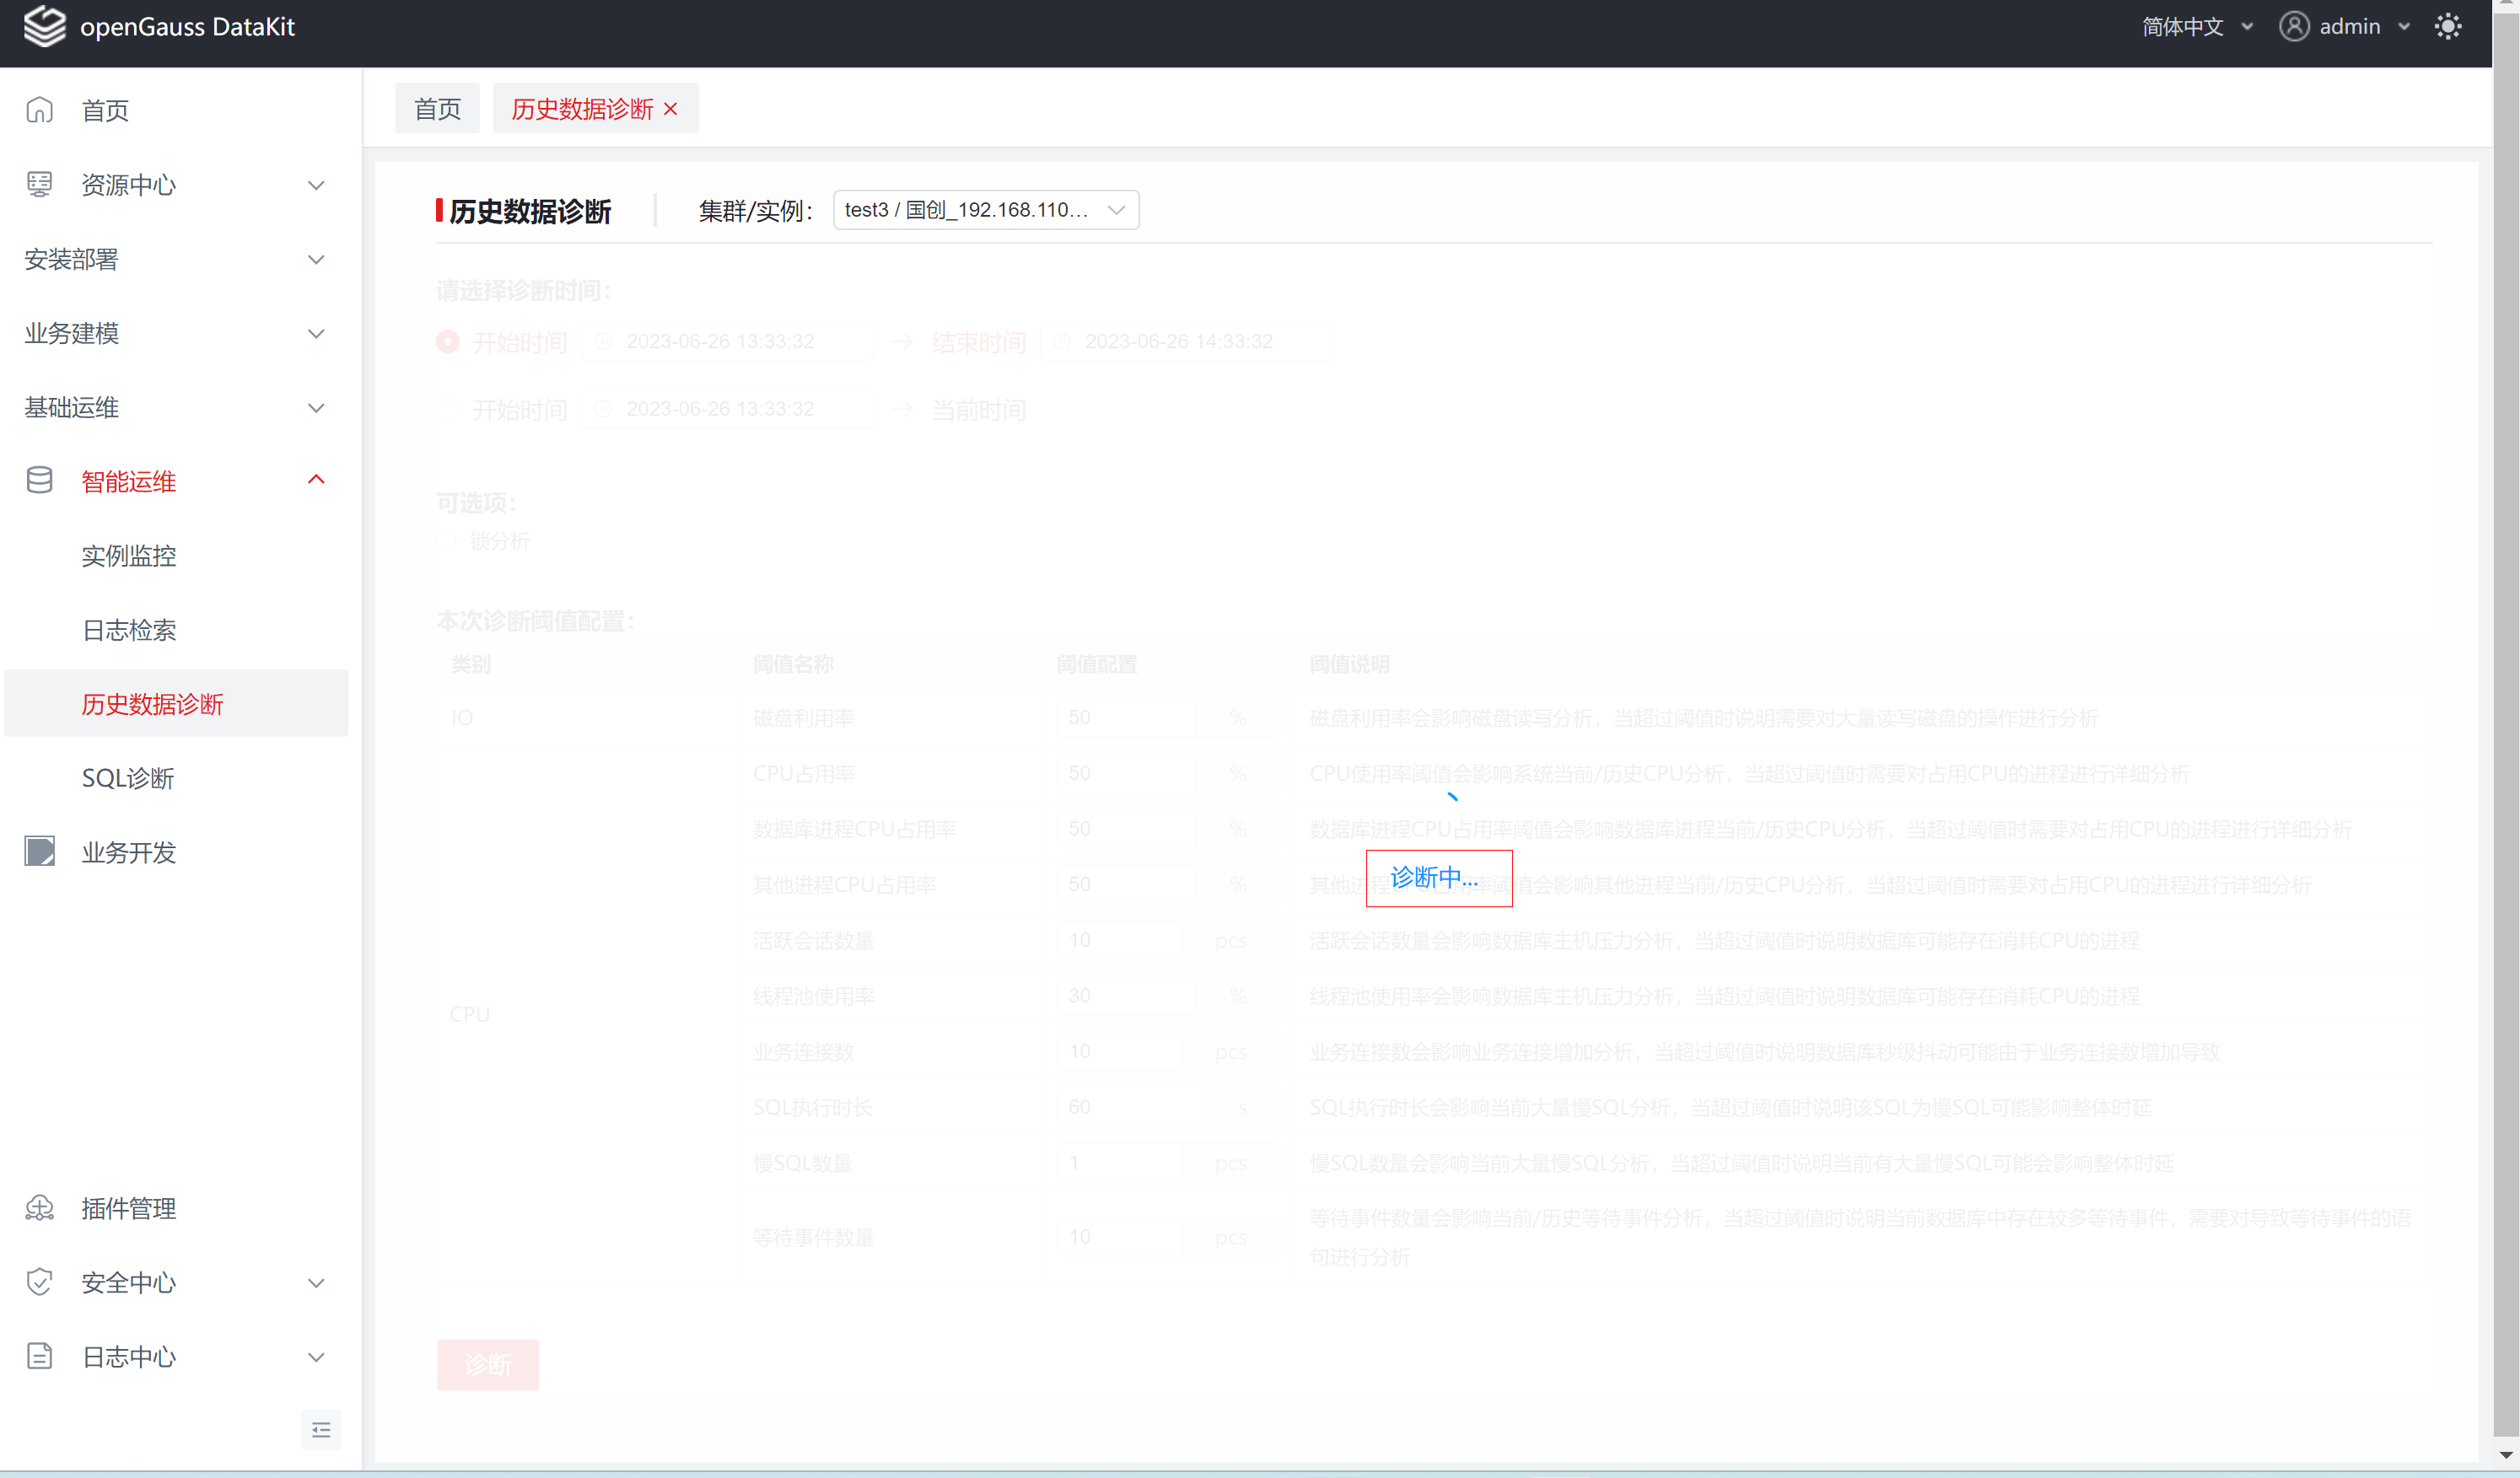 openGauss DataKit
简体中文
admin
首页
资源中心
安装部署
业务建模
基础运维
智能运维
实例监控
日志检索
历史数据诊断
SQL诊断
业务开发
插件管理
安全中心
日志中心
首页
历史数据诊断
历史数据诊断
集群/实例：
test3 / 国创_192.168.110...
请选择诊断时间：
开始时间 2023-06-26 13:33:32 结束时间 2023-06-26 14:33:32
开始时间 2023-06-26 13:33:32 当前时间
可选项：
锁分析
本次诊断阈值配置：
类别 阈值名称 阈值配置 阈值说明
IO 磁盘利用率 50 % 磁盘利用率会影响磁盘读写分析，当超过阈值时说明需要对大量读写磁盘的操作进行分析
CPU占用率 50 % CPU使用率阈值会影响系统当前/历史CPU分析，当超过阈值时需要对占用CPU的进程进行详细分析
数据库进程CPU占用率 50 % 数据库进程CPU占用率阈值会影响数据库进程当前/历史CPU分析，当超过阈值时需要对占用CPU的进程进行详细分析
其他进程CPU占用率 50 % 其他进程CPU占用率阈值会影响其他进程当前/历史CPU分析，当超过阈值时需要对占用CPU的进程进行详细分析
诊断中...
活跃会话数量 10 pcs 活跃会话数量会影响数据库主机压力分析，当超过阈值时说明数据库可能存在消耗CPU的进程
线程池使用率 30 % 线程池使用率会影响数据库主机压力分析，当超过阈值时说明数据库可能存在消耗CPU的进程
CPU
业务连接数 10 pcs 业务连接数会影响业务连接增加分析，当超过阈值时说明数据库秒级抖动可能由于业务连接数增加导致
SQL执行时长 60 s SQL执行时长会影响当前大量慢SQL分析，当超过阈值时说明该SQL为慢SQL可能影响整体时延
慢SQL数量 1 pcs 慢SQL数量会影响当前大量慢SQL分析，当超过阈值时说明当前有大量慢SQL可能会影响整体时延
等待事件数量 10 pcs 等待事件数量会影响当前/历史等待事件分析，当超过阈值时说明当前数据库中存在较多等待事件，需要对导致等待事件的语
句进行分析
诊断